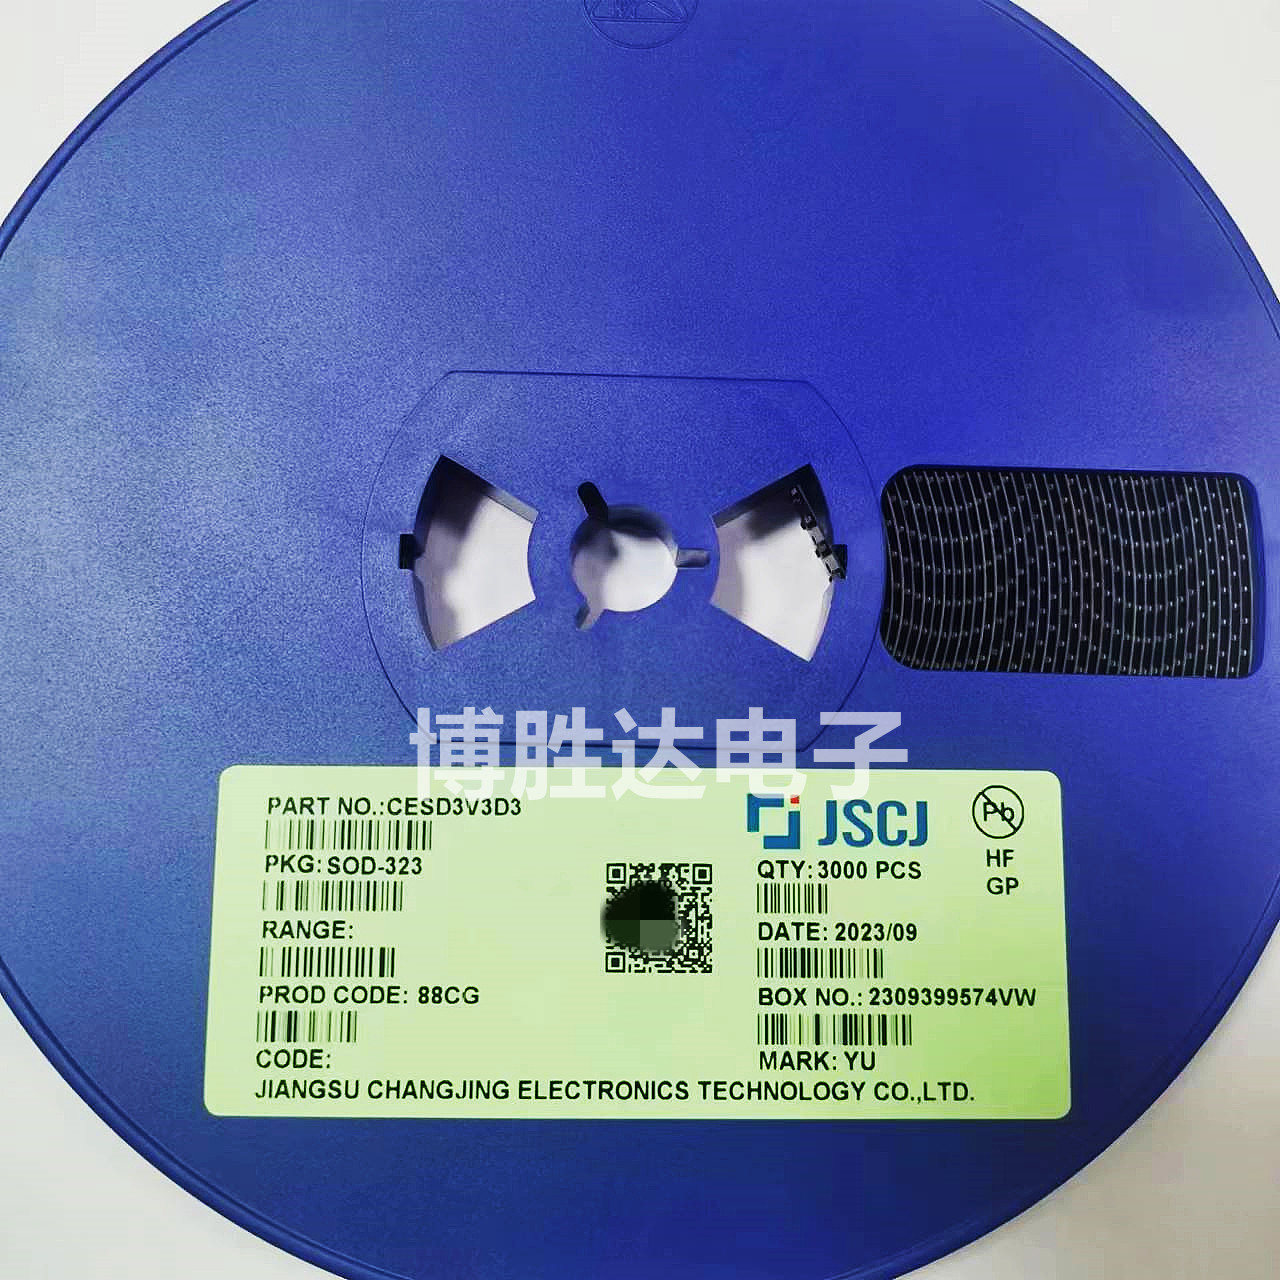 博胜达电子
PART NO.:CESD3V3D3
JSCJ
Pb
PKG: SOD-323
QTY: 3000 PCS
HF
GP
RANGE:
DATE: 2023/09
PROD CODE: 88CG
BOX NO.: 2309399574VW
CODE:
MARK: YU
JIANGSU CHANGJING ELECTRONICS TECHNOLOGY CO.,LTD.